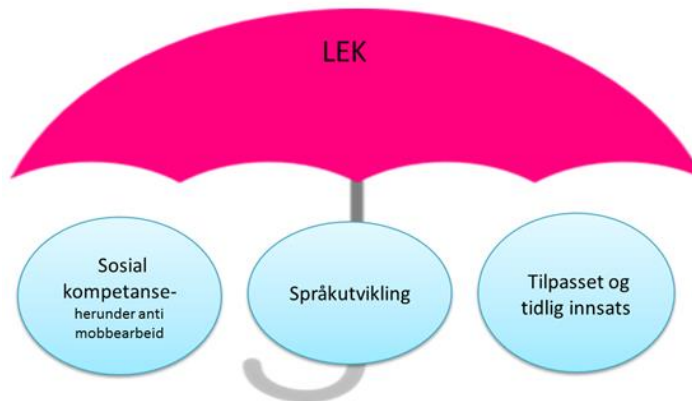 LEK
Sosial
kompetanse-
herunder anti
mobbearbeid
Språkutvikling
Tilpasset og
tidlig innsats